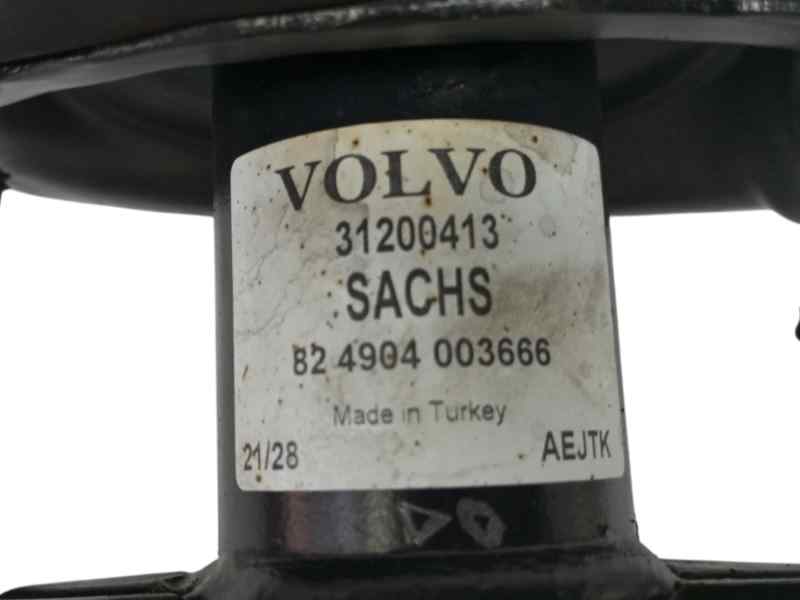 VOLVO
31200413
SACHS
82 4904 003666
Made in Turkey
21/28 AEJTK